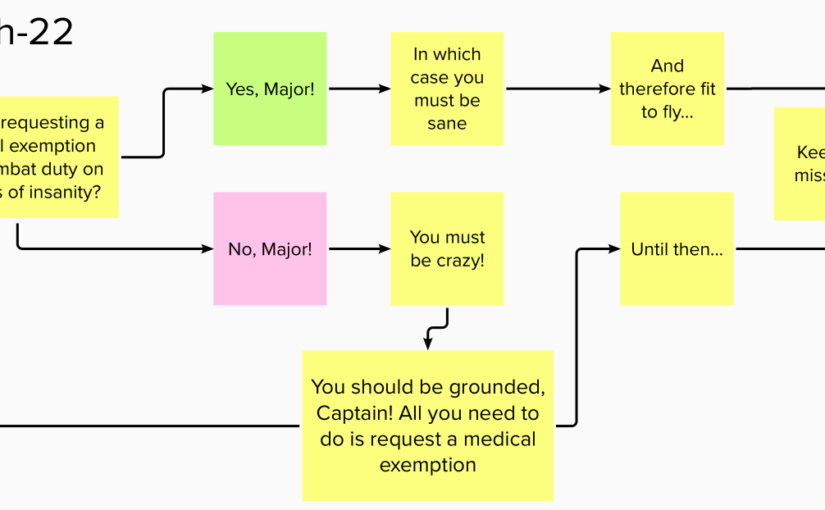 h-22
requesting a
l exemption
mbat duty on
s of insanity?
Yes, Major!
In which
case you
must be
sane
And
therefore fit
to fly...
Kee
miss
No, Major!
You must
be crazy!
Until then...
You should be grounded,
Captain! All you need to
do is request a medical
exemption